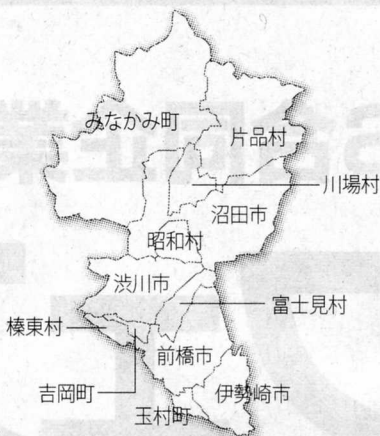 みなかみ町
片品村
川場村
沼田市
昭和村
渋川市
富士見村
榛東村
前橋市
吉岡町
伊勢崎市
玉村町